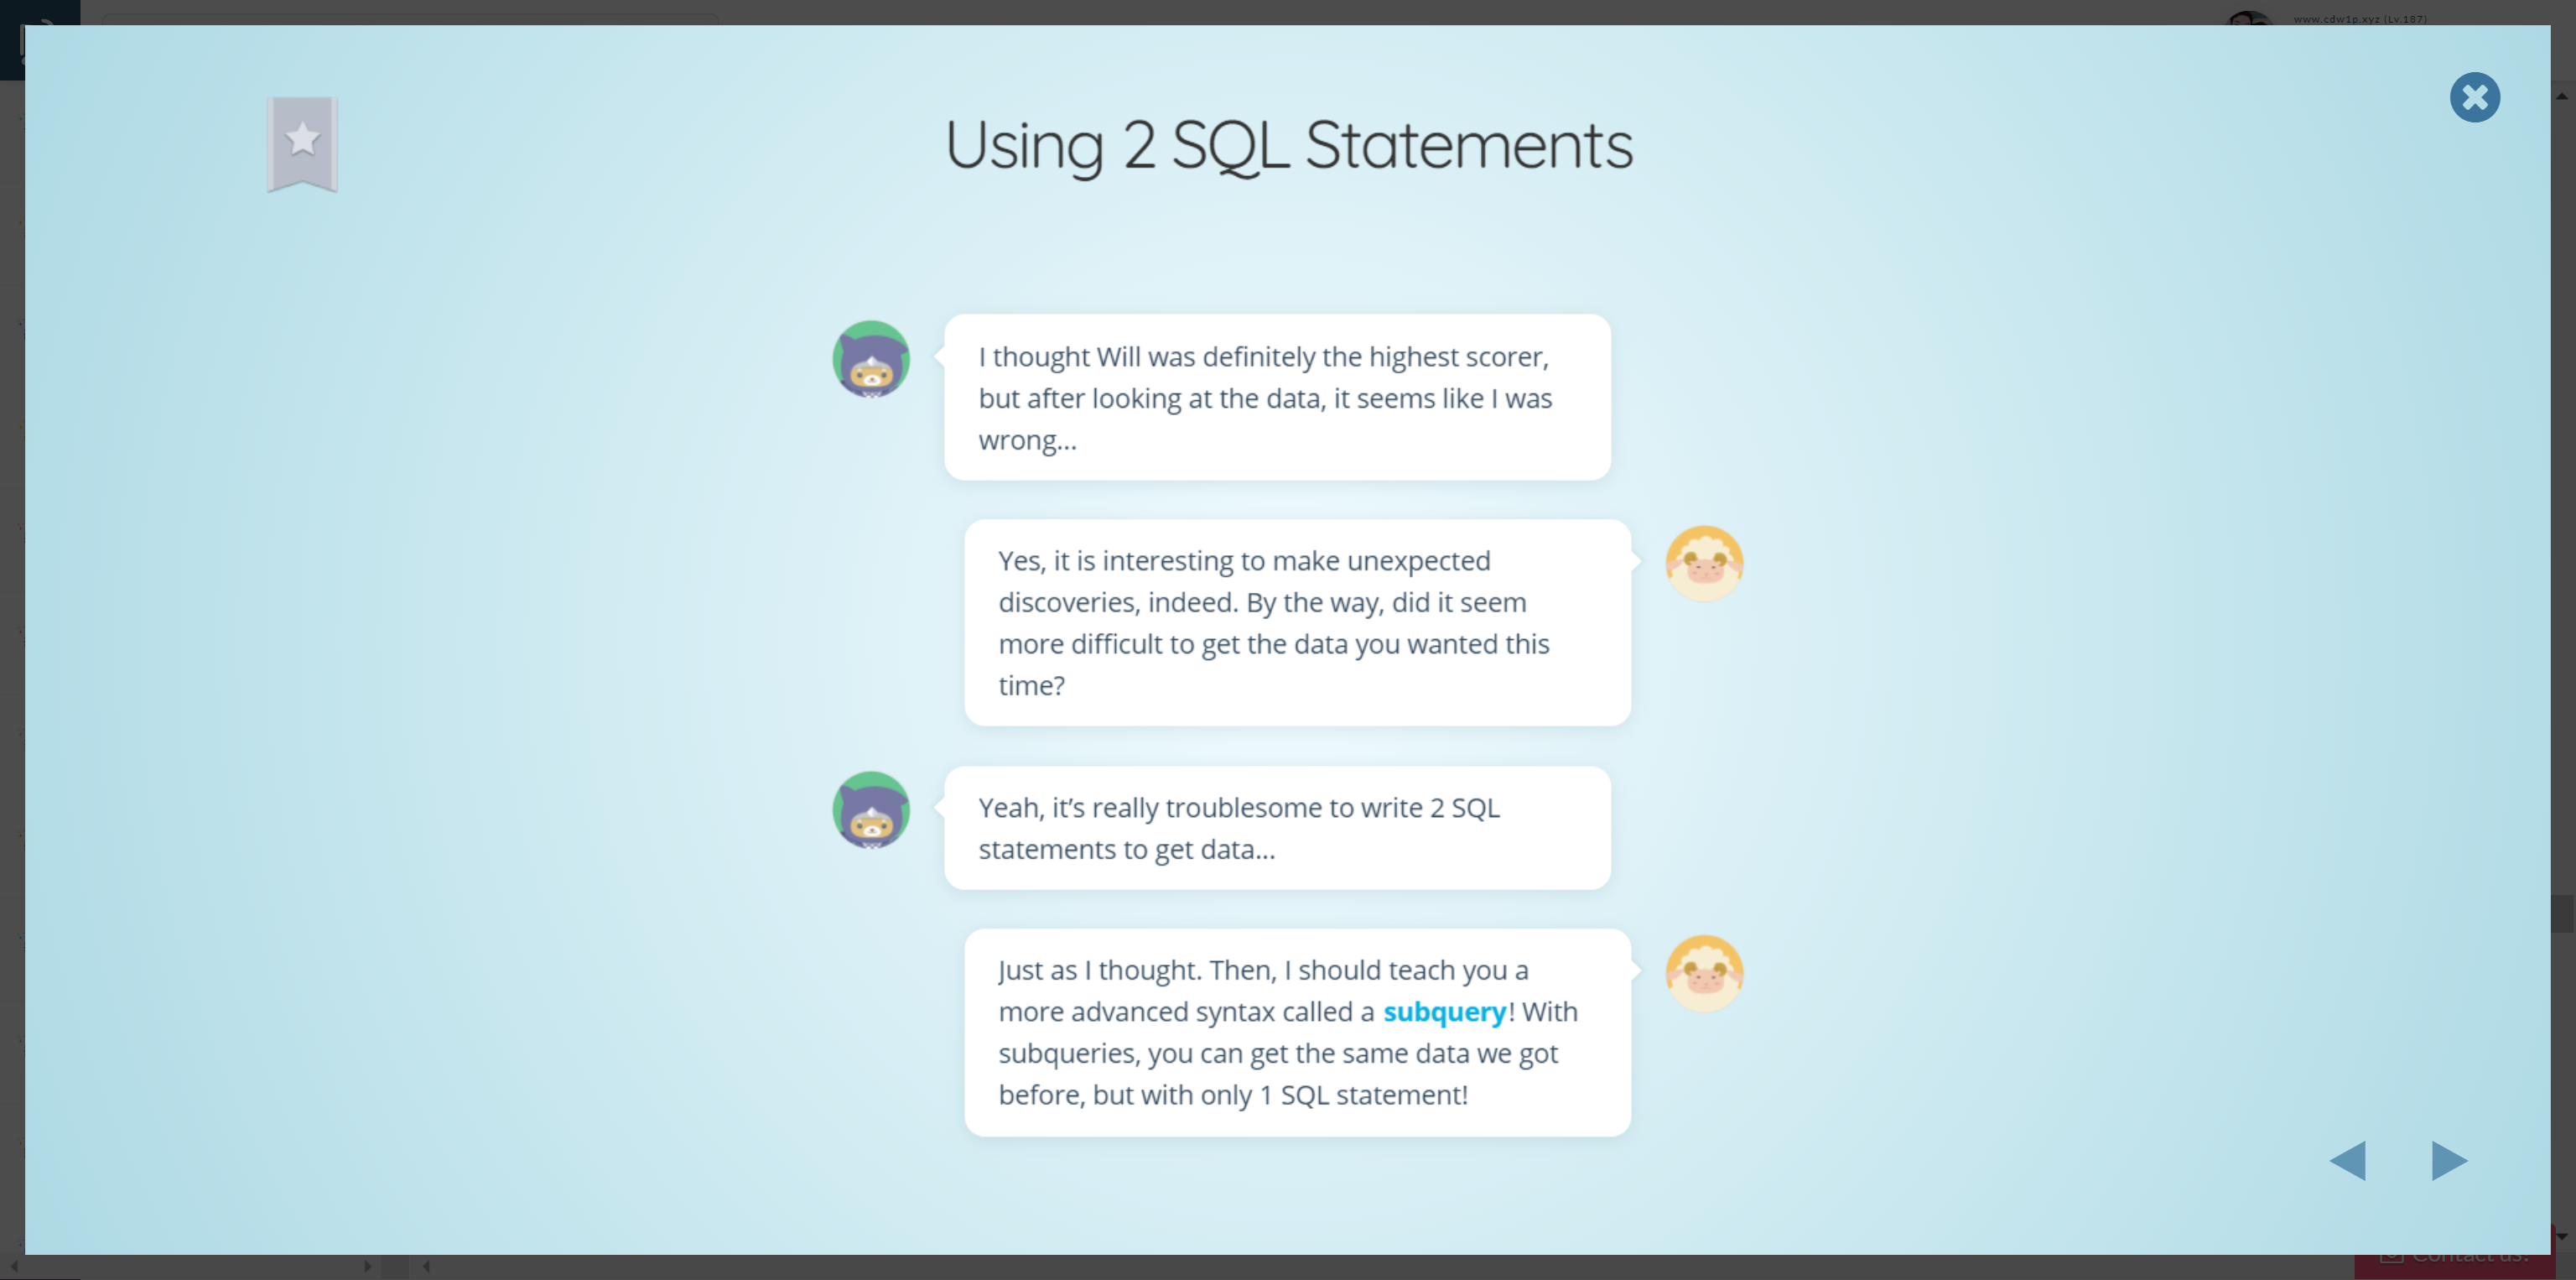 www.cdw1p.xyz (Lv.187)
Using 2 SQL Statements
I thought Will was definitely the highest scorer,
but after looking at the data, it seems like I was
wrong...
Yes, it is interesting to make unexpected
discoveries, indeed. By the way, did it seem
more difficult to get the data you wanted this
time?
Yeah, it’s really troublesome to write 2 SQL
statements to get data...
Just as I thought. Then, I should teach you a
more advanced syntax called a subquery! With
subqueries, you can get the same data we got
before, but with only 1 SQL statement!
Contact us!